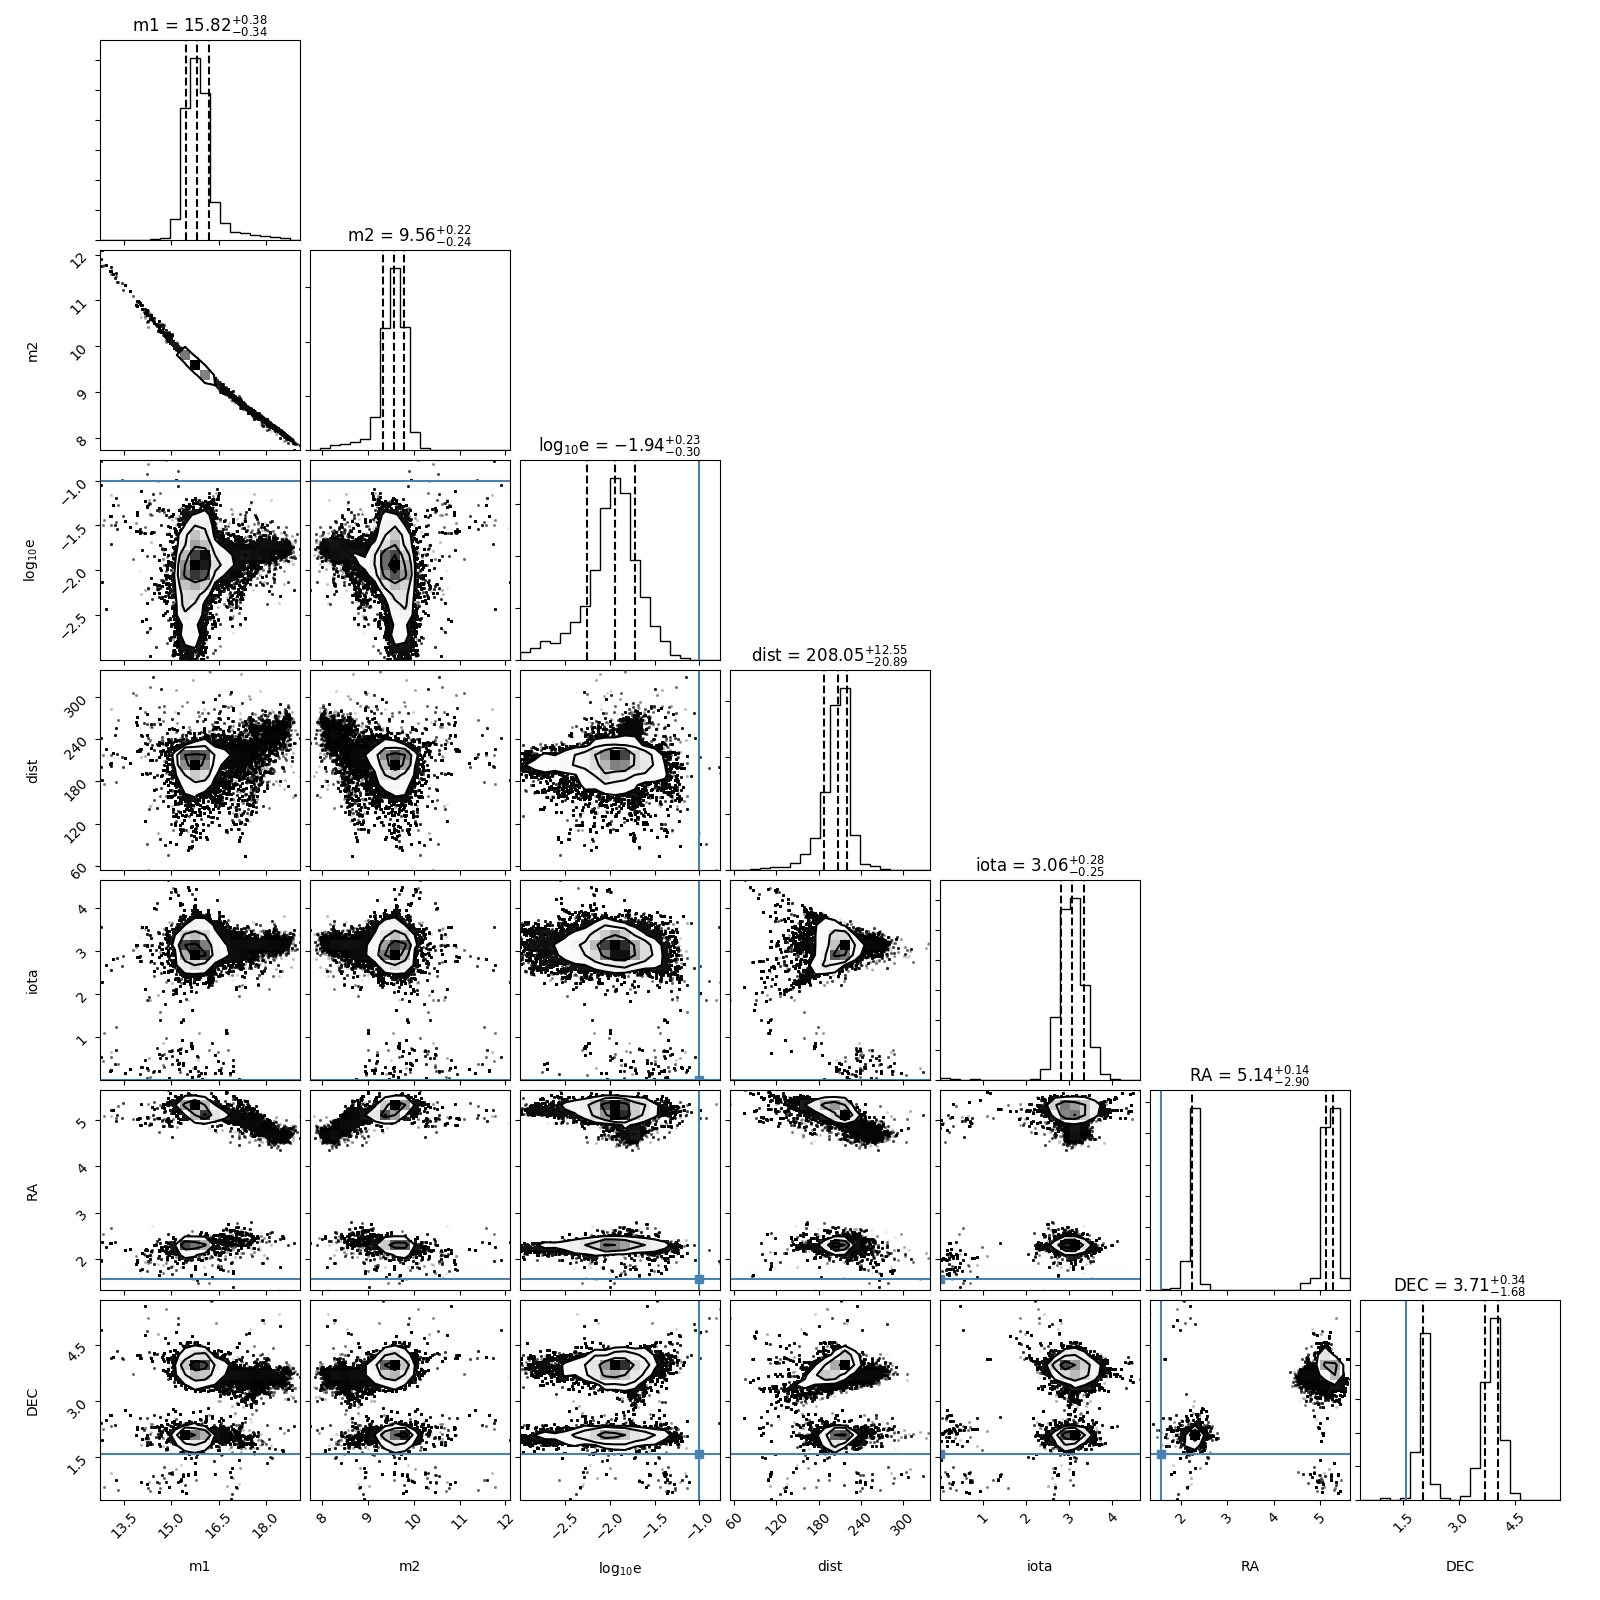 m1 = 15.82+0.38−0.34
m2 = 9.56+0.22−0.24
12
11
10
9
8
m2
log10e = −1.94+0.23−0.30
−1.0
−1.5
−2.0
−2.5
log10e
dist = 208.05+12.55−20.89
300
240
180
120
60
dist
iota = 3.06+0.28−0.25
4
3
2
1
iota
RA = 5.14+0.14−2.90
5
4
3
2
RA
DEC = 3.71+0.34−1.68
4.5
3.0
1.5
DEC
13.5 15.0 16.5 18.0 8 9 10 11 12 −2.5 −2.0 −1.5 −1.0 60 120 180 240 300 1 2 3 4 2 3 4 5 1.5 3.0 4.5
m1 m2 log10e dist iota RA DEC